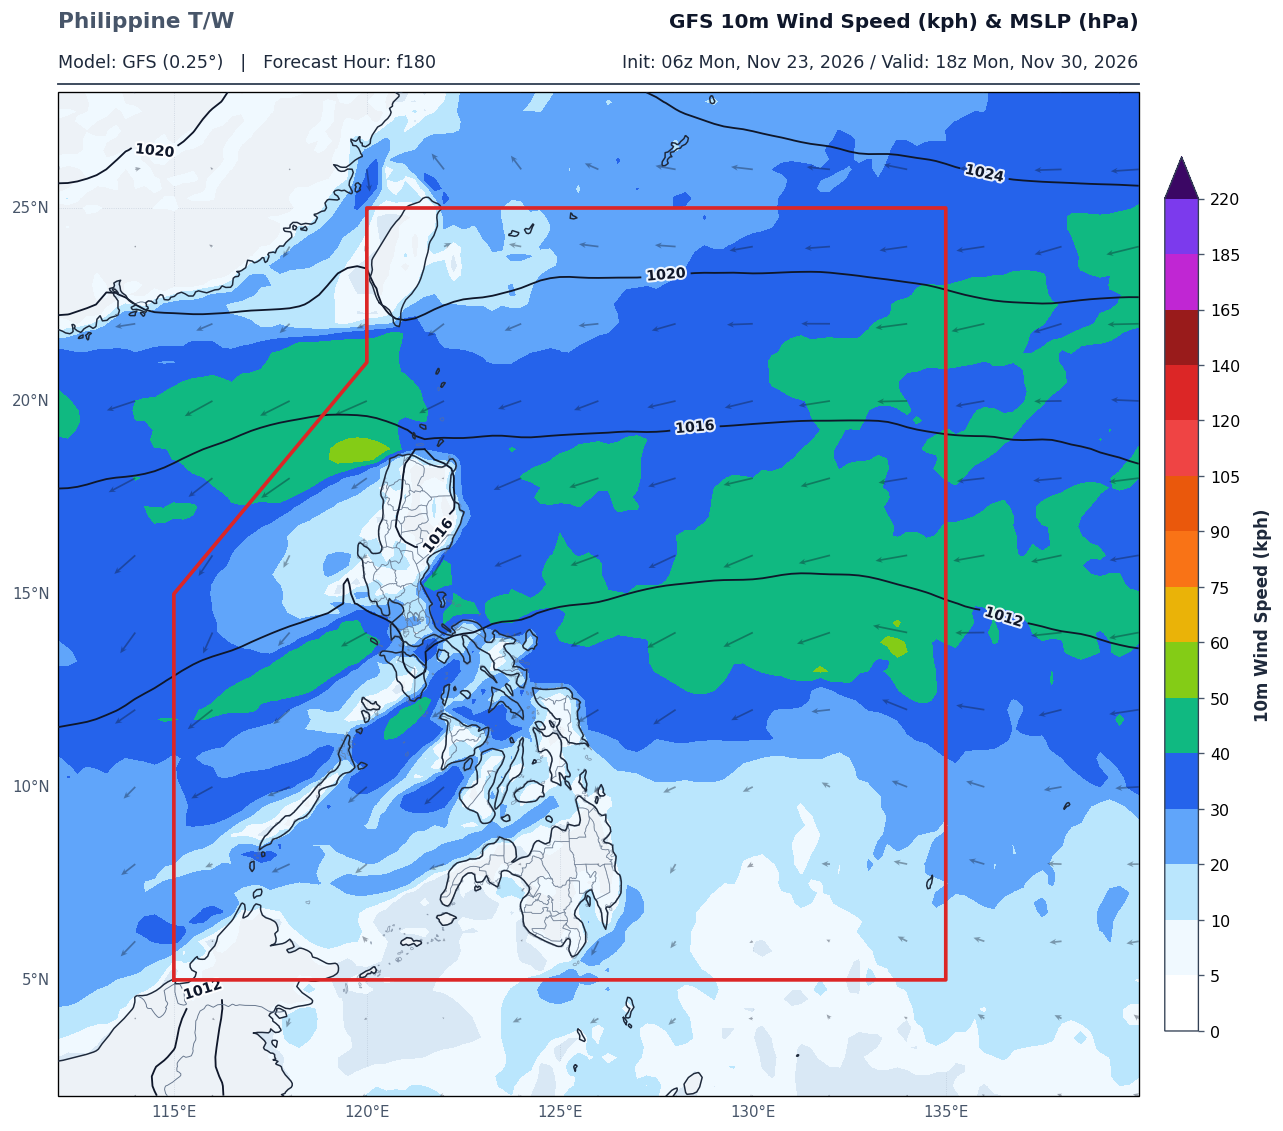 Philippine T/W
GFS 10m Wind Speed (kph) & MSLP (hPa)
Model: GFS (0.25°) | Forecast Hour: f180
Init: 06z Mon, Nov 23, 2026 / Valid: 18z Mon, Nov 30, 2026
1020
1024
1020
1016
1016
1012
1012
25°N
20°N
15°N
10°N
5°N
115°E
120°E
125°E
130°E
135°E
220
185
165
140
120
105
90
75
60
50
40
30
20
10
5
0
10m Wind Speed (kph)